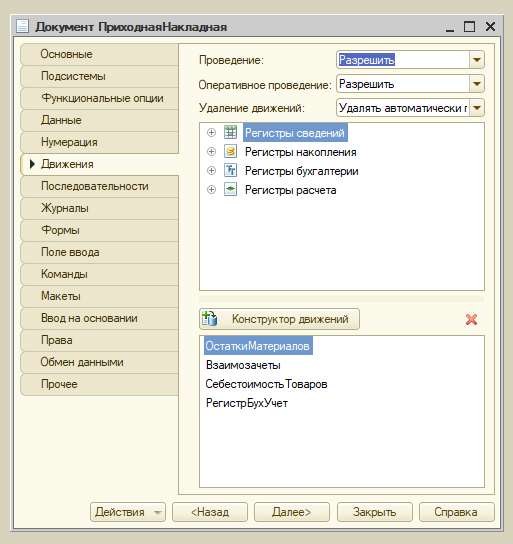 Документ ПриходнаяНакладная
Основные
Подсистемы
Функциональные опции
Данные
Нумерация
Движения
Последовательности
Журналы
Формы
Поле ввода
Команды
Макеты
Ввод на основании
Права
Обмен данными
Прочее
Проведение: Разрешить
Оперативное проведение: Разрешить
Удаление движений: Удалять автоматически г
Регистры сведений
Регистры накопления
Регистры бухгалтерии
Регистры расчета
Конструктор движений
ОстаткиМатериалов
Взаимозачеты
СебестоимостьТоваров
РегистрБухУчет
Действия <Назад Далее> Закрыть Справка